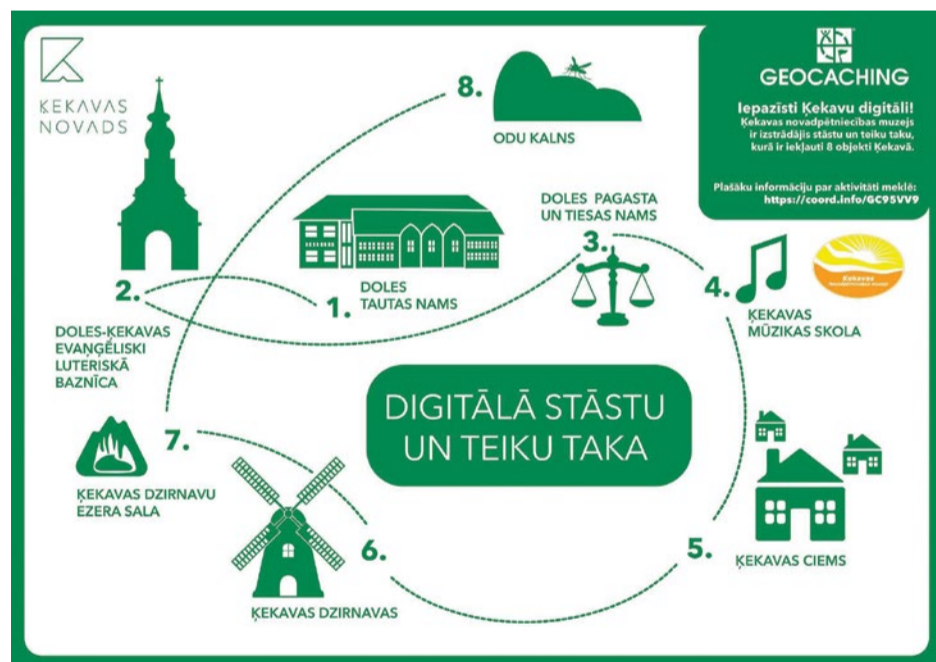 ĶEKAVAS
NOVADS
GEOCACHING
Iepazīsti Ķekavu digitāli!
Ķekavas novadpētniecības muzejs
ir izstrādājis stāstu un teiku taku,
kurā ir iekļauti 8 objekti Ķekavā.
Plašāku informāciju par aktivitāti meklē:
https://coord.info/GC95VV9
8.
ODU KALNS
DOLES PAGASTA
UN TIESAS NAMS
3.
2.
DOLES-ĶEKAVAS
EVAŅĢĒLISKI
LUTERISKĀ
BAZNĪCA
1.
DOLES
TAUTAS NAMS
4.
ĶEKAVAS
MŪZIKAS SKOLA
Ķekavas
DIGITĀLĀ STĀSTU
UN TEIKU TAKA
7.
ĶEKAVAS DZIRNAVU
EZERA SALA
6.
ĶEKAVAS DZIRNAVAS
5.
ĶEKAVAS CIEMS